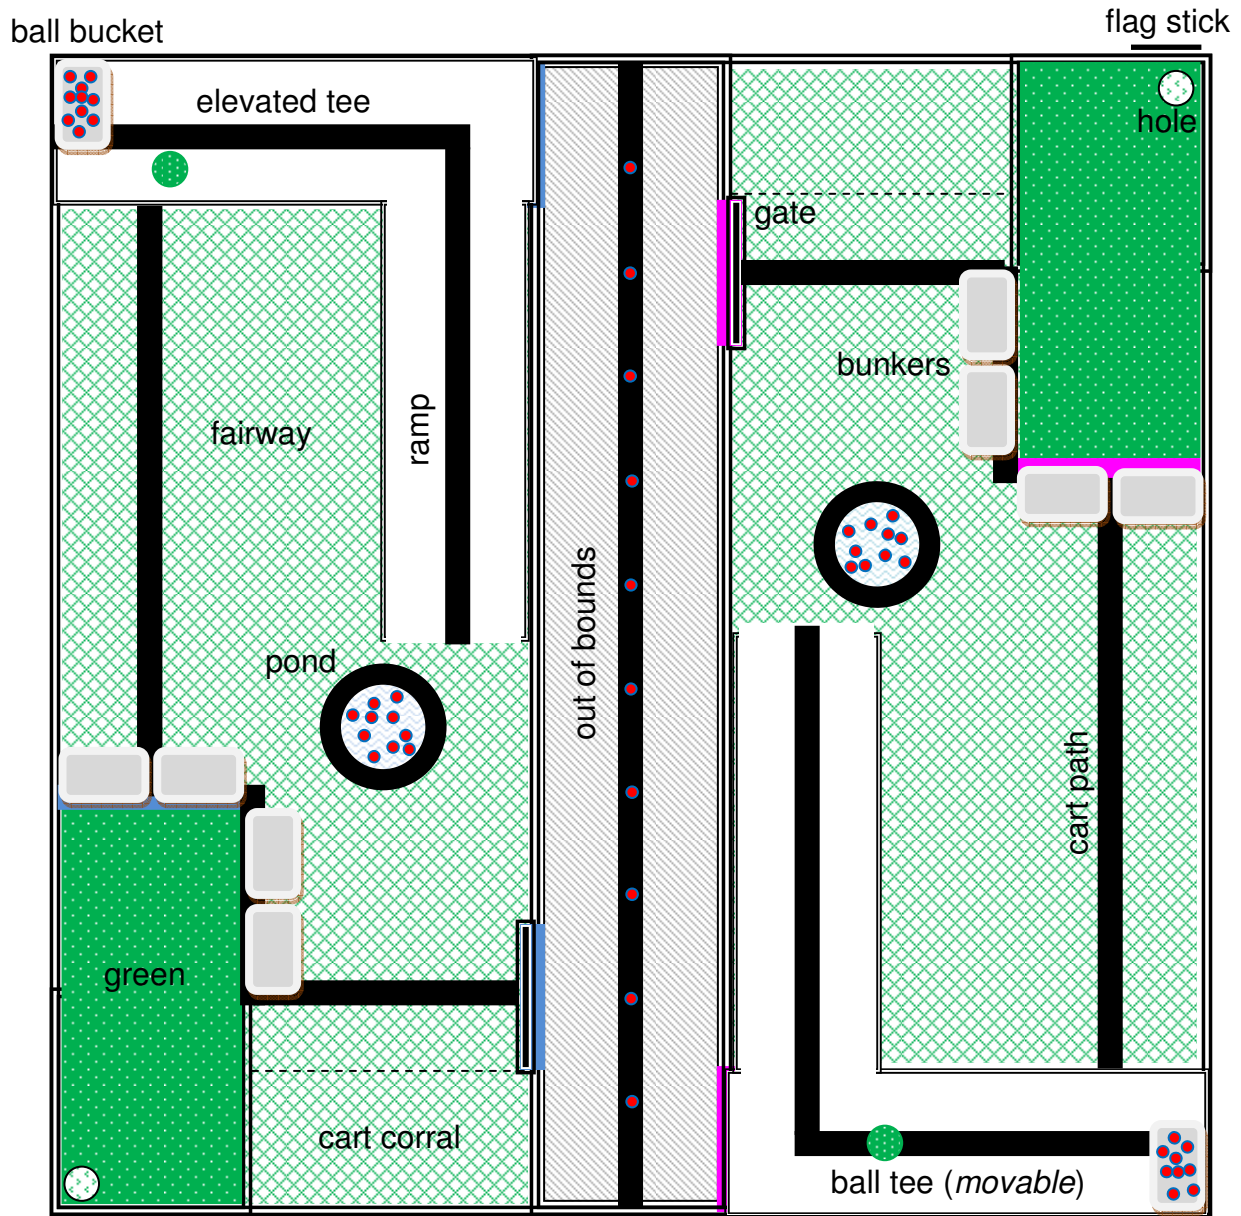 flag stick
ball bucket
elevated tee
hole
gate
bunkers
ramp
fairway
out of bounds
pond
cart path
green
cart corral
ball tee (movable)